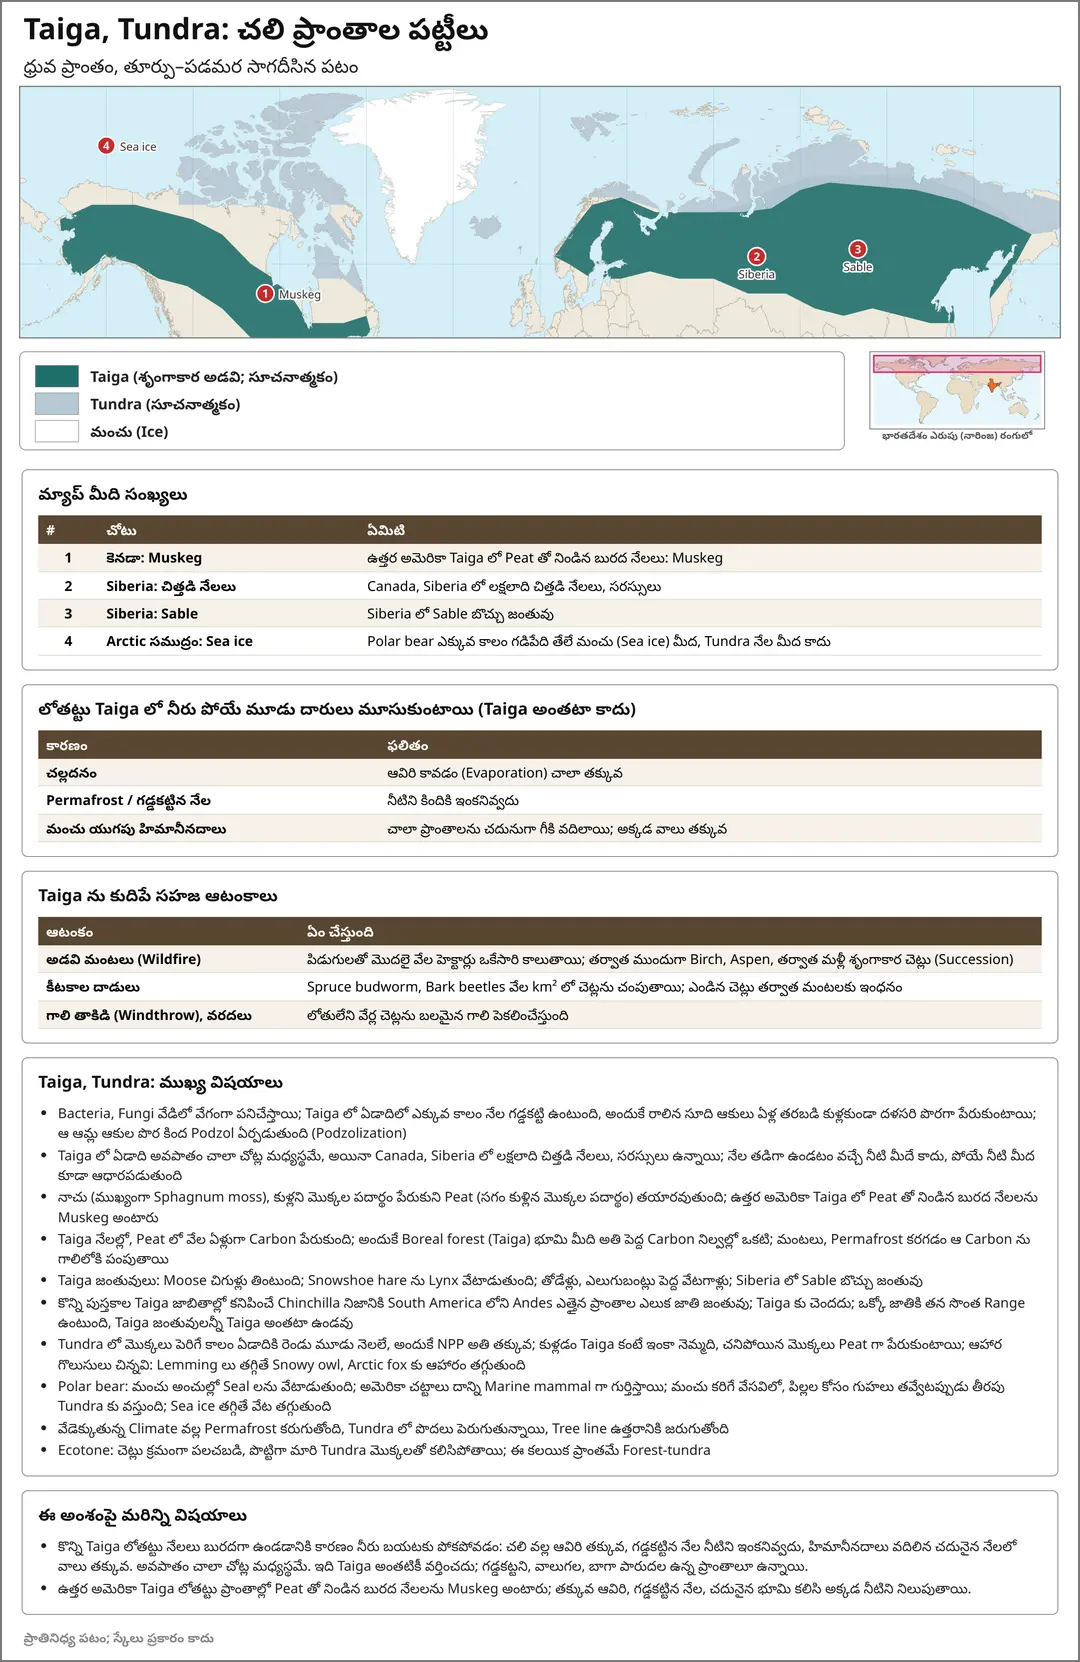 Taiga, Tundra: చలి ప్రాంతాల పట్టీలు
ధ్రువ ప్రాంతం, తూర్పు–పడమర సాగదీసిన పటం
4 Sea ice
2
Siberia
3
Sable
1 Muskeg
Taiga (శృంగాకార అడవి; సూచనాత్మకం)
Tundra (సూచనాత్మకం)
మంచు (Ice)
భారతదేశం ఎరుపు (నారింజ) రంగులో
మ్యాప్ మీది సంఖ్యలు
# చోటు ఏమిటి
1 కెనడా: Muskeg ఉత్తర అమెరికా Taiga లో Peat తో నిండిన బురద నేలలు: Muskeg
2 Siberia: చిత్తడి నేలలు Canada, Siberia లో లక్షలాది చిత్తడి నేలలు, సరస్సులు
3 Siberia: Sable Siberia లో Sable బొచ్చు జంతువు
4 Arctic సముద్రం: Sea ice Polar bear ఎక్కువ కాలం గడిపేది తేలే మంచు (Sea ice) మీద, Tundra నేల మీద కాదు
లోతట్టు Taiga లో నీరు పోయే మూడు దారులు మూసుకుంటాయి (Taiga అంతటా కాదు)
కారణం ఫలితం
చల్లదనం ఆవిరి కావడం (Evaporation) చాలా తక్కువ
Permafrost / గడ్డకట్టిన నేల నీటిని కిందికి ఇంకనివ్వదు
మంచు యుగపు హిమానీనదాలు చాలా ప్రాంతాలను చదునుగా గీకి వదిలాయి; అక్కడ వాలు తక్కువ
Taiga ను కుదిపే సహజ ఆటంకాలు
ఆటంకం ఏం చేస్తుంది
అడవి మంటలు (Wildfire) పిడుగులతో మొదలై వేల హెక్టార్లు ఒకేసారి కాలుతాయి; తర్వాత ముందుగా Birch, Aspen, తర్వాత మళ్లీ శృంగాకార చెట్లు (Succession)
కీటకాల దాడులు Spruce budworm, Bark beetles వేల km² లో చెట్లను చంపుతాయి; ఎండిన చెట్లు తర్వాత మంటలకు ఇంధనం
గాలి తాకిడి (Windthrow), వరదలు లోతులేని వేర్ల చెట్లను బలమైన గాలి పెకలించేస్తుంది
Taiga, Tundra: ముఖ్య విషయాలు
• Bacteria, Fungi వేడిలో వేగంగా పనిచేస్తాయి; Taiga లో ఏడాదిలో ఎక్కువ కాలం నేల గడ్డకట్టి ఉంటుంది, అందుకే రాలిన సూది ఆకులు ఏళ్ల తరబడి కుళ్లకుండా దళసరి పొరగా పేరుకుంటాయి;
ఆ ఆమ్ల ఆకుల పొర కింద Podzol ఏర్పడుతుంది (Podzolization)
• Taiga లో ఏడాది అవపాతం చాలా చోట్ల మధ్యస్థమే, అయినా Canada, Siberia లో లక్షలాది చిత్తడి నేలలు, సరస్సులు ఉన్నాయి; నేల తడిగా ఉండటం వచ్చే నీటి మీదే కాదు, పోయే నీటి మీద
కూడా ఆధారపడుతుంది
• నాచు (ముఖ్యంగా Sphagnum moss), కుళ్లని మొక్కల పదార్థం పేరుకుని Peat (సగం కుళ్లిన మొక్కల పదార్థం) తయారవుతుంది; ఉత్తర అమెరికా Taiga లో Peat తో నిండిన బురద నేలలను
Muskeg అంటారు
• Taiga నేలల్లో, Peat లో వేల ఏళ్లుగా Carbon పేరుకుంది; అందుకే Boreal forest (Taiga) భూమి మీది అతి పెద్ద Carbon నిల్వల్లో ఒకటి; మంటలు, Permafrost కరగడం ఆ Carbon ను
గాలిలోకి పంపుతాయి
• Taiga జంతువులు: Moose చిగుళ్లు తింటుంది; Snowshoe hare ను Lynx వేటాడుతుంది; తోడేళ్లు, ఎలుగుబంట్లు పెద్ద వేటగాళ్లు; Siberia లో Sable బొచ్చు జంతువు
• కొన్ని పుస్తకాల Taiga జాబితాల్లో కనిపించే Chinchilla నిజానికి South America లోని Andes ఎత్తైన ప్రాంతాల ఎలుక జాతి జంతువు; Taiga కు చెందదు; ఒక్కో జాతికి తన సొంత Range
ఉంటుంది, Taiga జంతువులన్నీ Taiga అంతటా ఉండవు
• Tundra లో మొక్కలు పెరిగే కాలం ఏడాదికి రెండు మూడు నెలలే, అందుకే NPP అతి తక్కువ; కుళ్లడం Taiga కంటే ఇంకా నెమ్మది, చనిపోయిన మొక్కలు Peat గా పేరుకుంటాయి; ఆహార
గొలుసులు చిన్నవి: Lemming లు తగ్గితే Snowy owl, Arctic fox కు ఆహారం తగ్గుతుంది
• Polar bear: మంచు అంచుల్లో Seal లను వేటాడుతుంది; అమెరికా చట్టాలు దాన్ని Marine mammal గా గుర్తిస్తాయి; మంచు కరిగే వేసవిలో, పిల్లల కోసం గుహలు తవ్వేటప్పుడు తీరపు
Tundra కు వస్తుంది; Sea ice తగ్గితే వేట తగ్గుతుంది
• వేడెక్కుతున్న Climate వల్ల Permafrost కరుగుతోంది, Tundra లో పొదలు పెరుగుతున్నాయి, Tree line ఉత్తరానికి జరుగుతోంది
• Ecotone: చెట్లు క్రమంగా పలచబడి, పొట్టిగా మారి Tundra మొక్కలతో కలిసిపోతాయి; ఈ కలయిక ప్రాంతమే Forest-tundra
ఈ అంశంపై మరిన్ని విషయాలు
• కొన్ని Taiga లోతట్టు నేలలు బురదగా ఉండడానికి కారణం నీరు బయటకు పోకపోవడం: చలి వల్ల ఆవిరి తక్కువ, గడ్డకట్టిన నేల నీటిని ఇంకనివ్వదు, హిమానీనదాలు వదిలిన చదునైన నేలలో
వాలు తక్కువ. అవపాతం చాలా చోట్ల మధ్యస్థమే. ఇది Taiga అంతటికీ వర్తించదు; గడ్డకట్టని, వాలుగల, బాగా పారుదల ఉన్న ప్రాంతాలూ ఉన్నాయి.
• ఉత్తర అమెరికా Taiga లోతట్టు ప్రాంతాల్లో Peat తో నిండిన బురద నేలలను Muskeg అంటారు; తక్కువ ఆవిరి, గడ్డకట్టిన నేల, చదునైన భూమి కలిసి అక్కడ నీటిని నిలుపుతాయి.
ప్రాతినిధ్య పటం; స్కేలు ప్రకారం కాదు